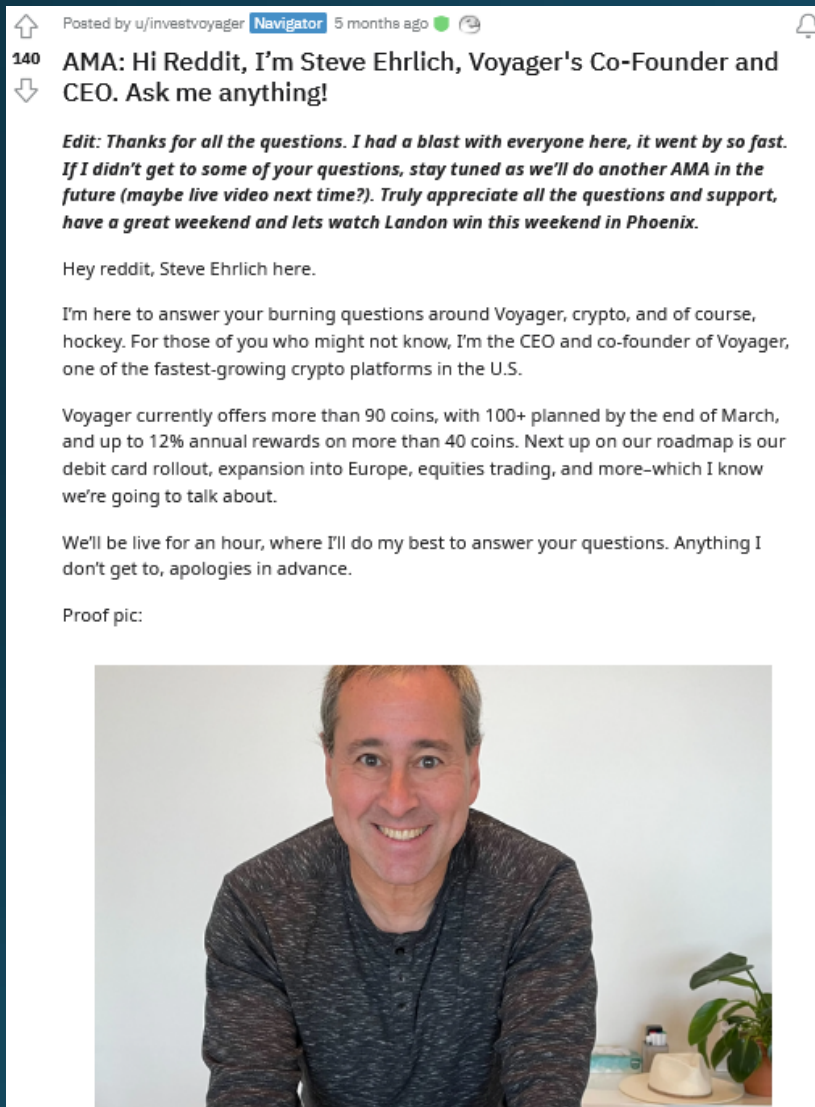 Posted by u/investvoyager Navigator 5 months ago
140
AMA: Hi Reddit, I’m Steve Ehrlich, Voyager's Co-Founder and
CEO. Ask me anything!
Edit: Thanks for all the questions. I had a blast with everyone here, it went by so fast.
If I didn’t get to some of your questions, stay tuned as we’ll do another AMA in the
future (maybe live video next time?). Truly appreciate all the questions and support,
have a great weekend and lets watch Landon win this weekend in Phoenix.
Hey reddit, Steve Ehrlich here.
I’m here to answer your burning questions around Voyager, crypto, and of course,
hockey. For those of you who might not know, I’m the CEO and co-founder of Voyager,
one of the fastest-growing crypto platforms in the U.S.
Voyager currently offers more than 90 coins, with 100+ planned by the end of March,
and up to 12% annual rewards on more than 40 coins. Next up on our roadmap is our
debit card rollout, expansion into Europe, equities trading, and more–which I know
we’re going to talk about.
We’ll be live for an hour, where I’ll do my best to answer your questions. Anything I
don’t get to, apologies in advance.
Proof pic: